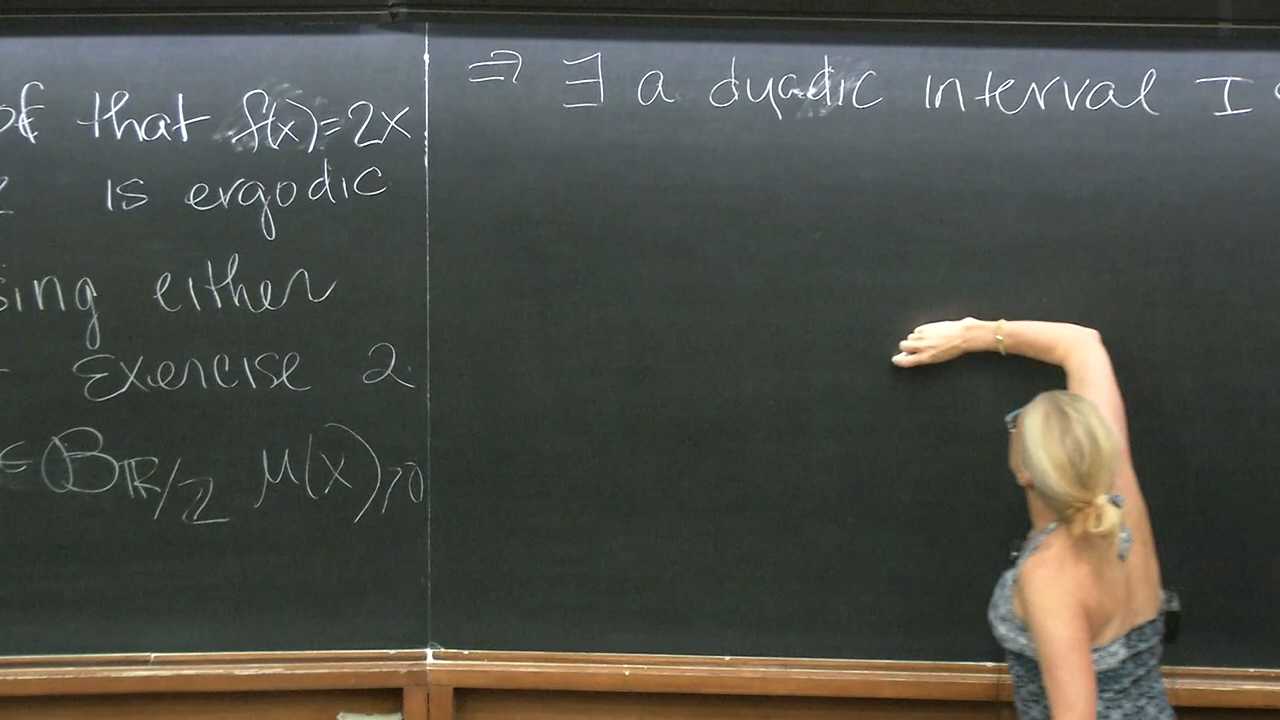 of that f(x)=2x
is ergodic
sing either
Exercise 2.
∈ B_{ℝ/ℤ} μ(X)>0
⇒ ∃ a dyadic interval I